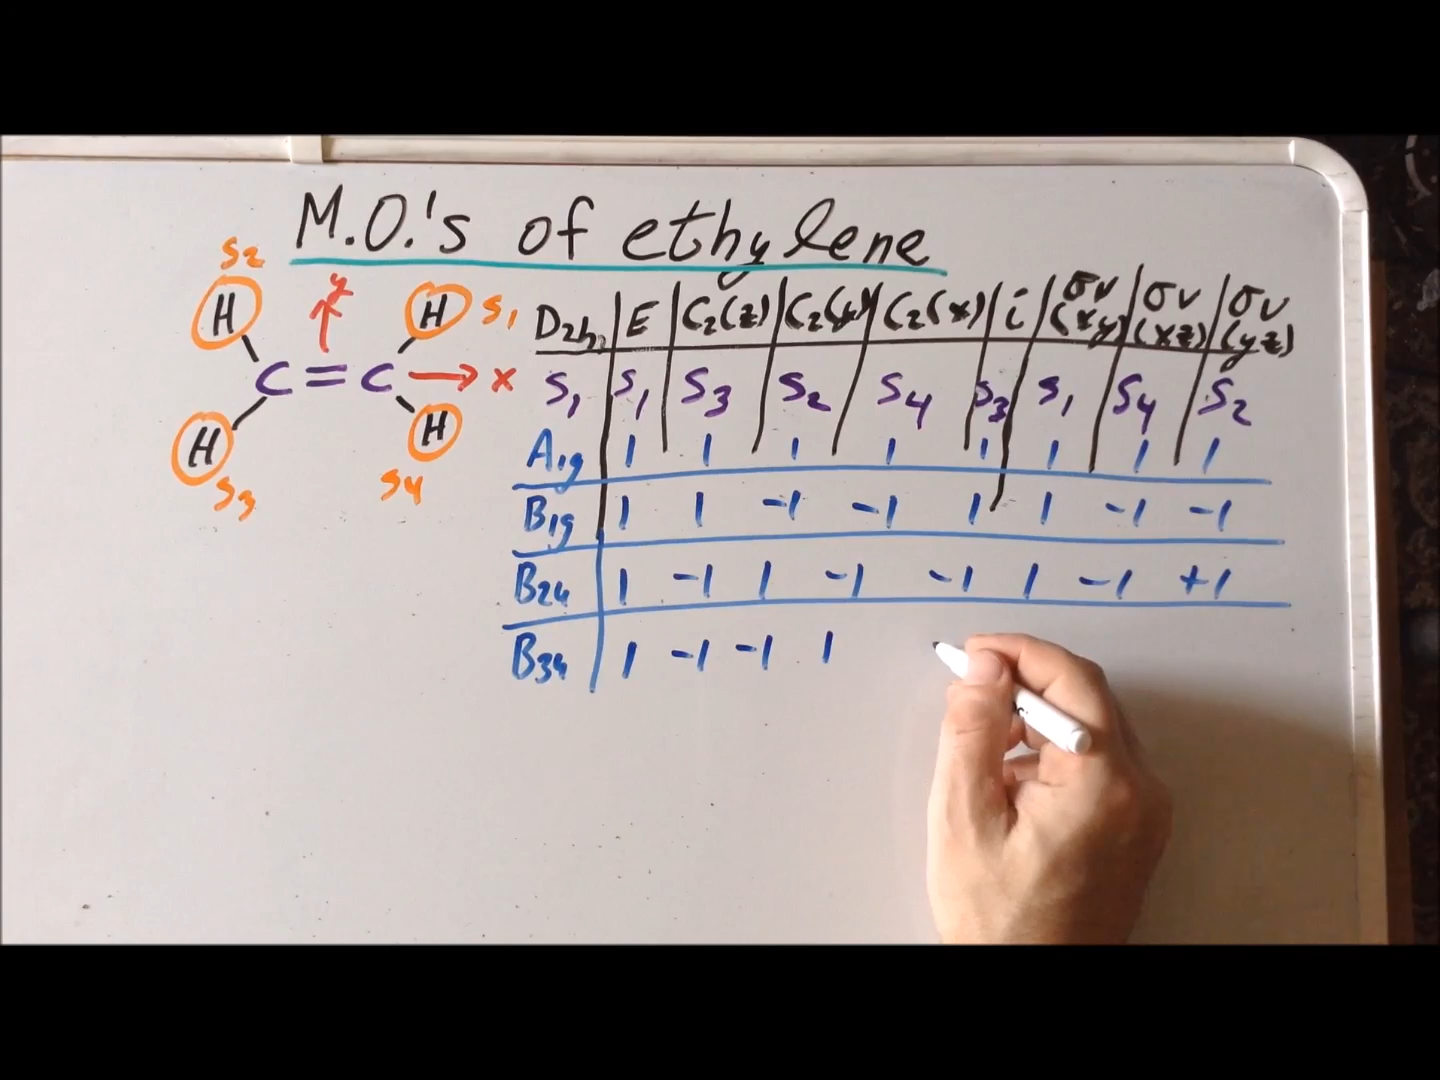 M.O.'s of ethylene
S2
H
y
H S1
C = C → x
H
H
S3
S4
D2h E C2(z) C2(y) C2(x) i σv(xy) σv(xz) σv(yz)
S1 S1 S3 S2 S4 S3 S1 S4 S2
A1g 1 1 1 1 1 1 1 1
B1g 1 1 -1 -1 1 1 -1 -1
B2u 1 -1 1 -1 -1 1 -1 +1
B3u 1 -1 -1 1